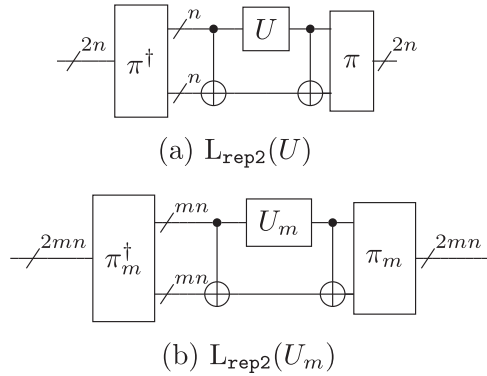 n
2n π† U π 2n
n
(a) L_rep2(U)
mn
2mn π_m† U_m π_m 2mn
mn
(b) L_rep2(U_m)